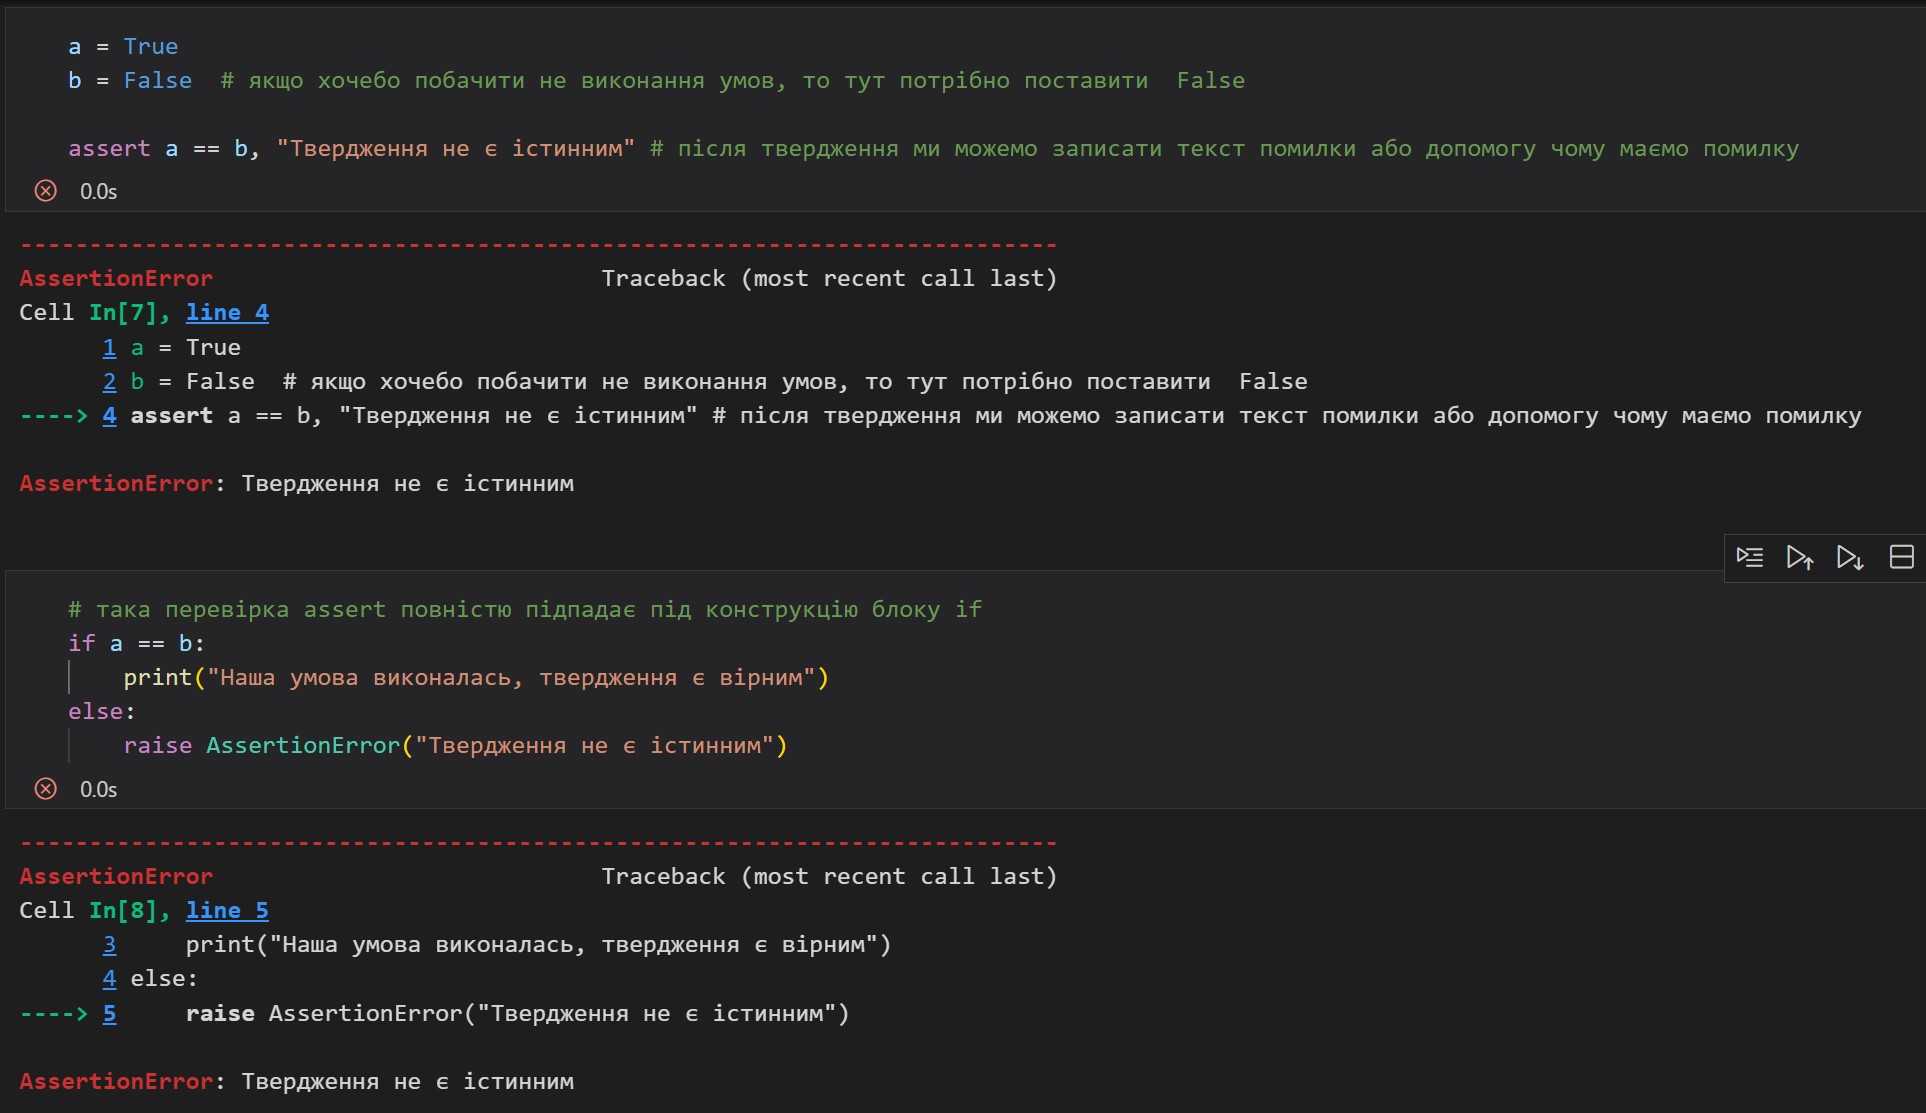 a = True
b = False  # якщо хочебо побачити не виконання умов, то тут потрібно поставити  False
assert a == b, "Твердження не є істинним" # після твердження ми можемо записати текст помилки або допомогу чому маємо помилку
0.0s
---------------------------------------------------------------------------
AssertionError                            Traceback (most recent call last)
Cell In[7], line 4
      1 a = True
      2 b = False  # якщо хочебо побачити не виконання умов, то тут потрібно поставити  False
----> 4 assert a == b, "Твердження не є істинним" # після твердження ми можемо записати текст помилки або допомогу чому маємо помилку
AssertionError: Твердження не є істинним
# така перевірка assert повністю підпадає під конструкцію блоку if
if a == b:
    print("Наша умова виконалась, твердження є вірним")
else:
    raise AssertionError("Твердження не є істинним")
0.0s
---------------------------------------------------------------------------
AssertionError                            Traceback (most recent call last)
Cell In[8], line 5
      3     print("Наша умова виконалась, твердження є вірним")
      4 else:
----> 5     raise AssertionError("Твердження не є істинним")
AssertionError: Твердження не є істинним